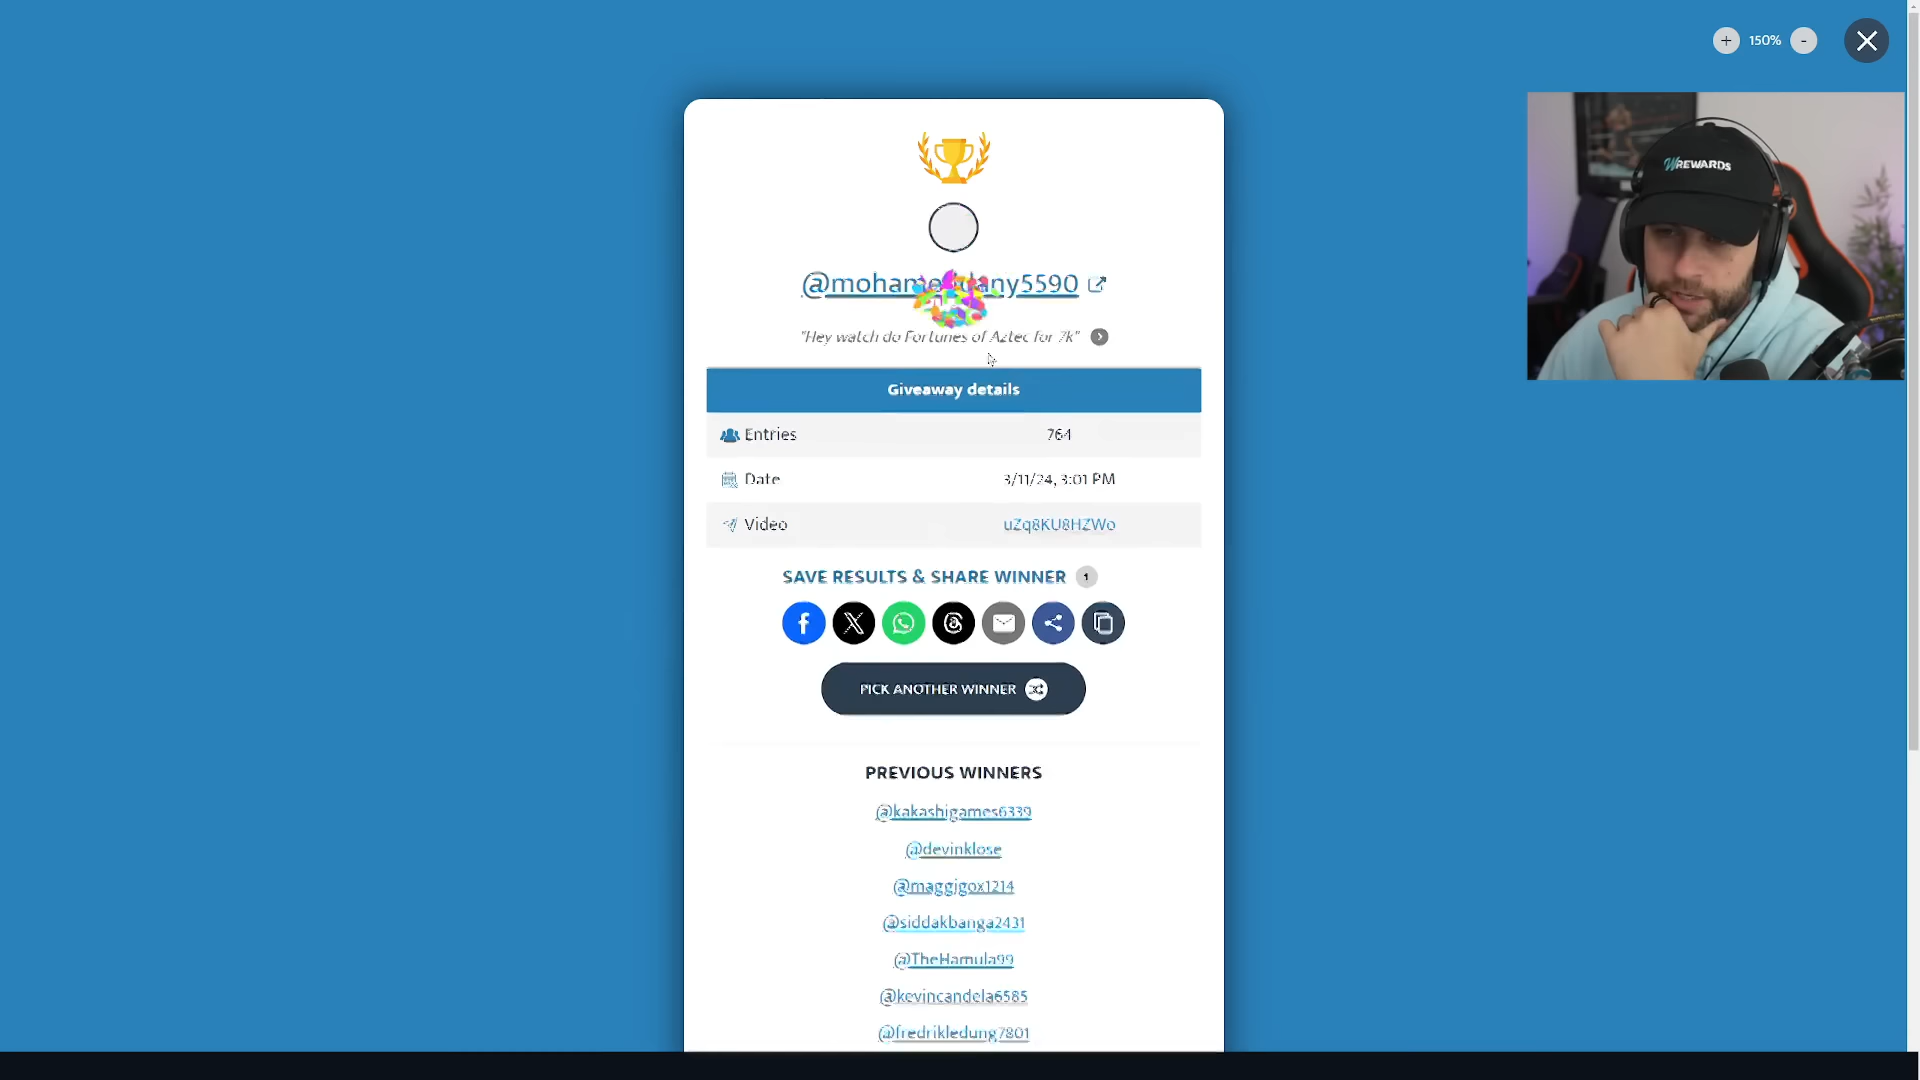 150%
WREWARDS
"Hey watch do Fortunes of Aztec for 7k"
Giveaway details
Entries 764
Date 3/11/24, 3:01 PM
Video uZq8KU8HZWo
SAVE RESULTS & SHARE WINNER 1
PICK ANOTHER WINNER
PREVIOUS WINNERS
@kakashigames6339
@devinklose
@maggigox1214
@siddakbanga2431
@TheHamula99
@kevincandela6585
@fredrikledung7801